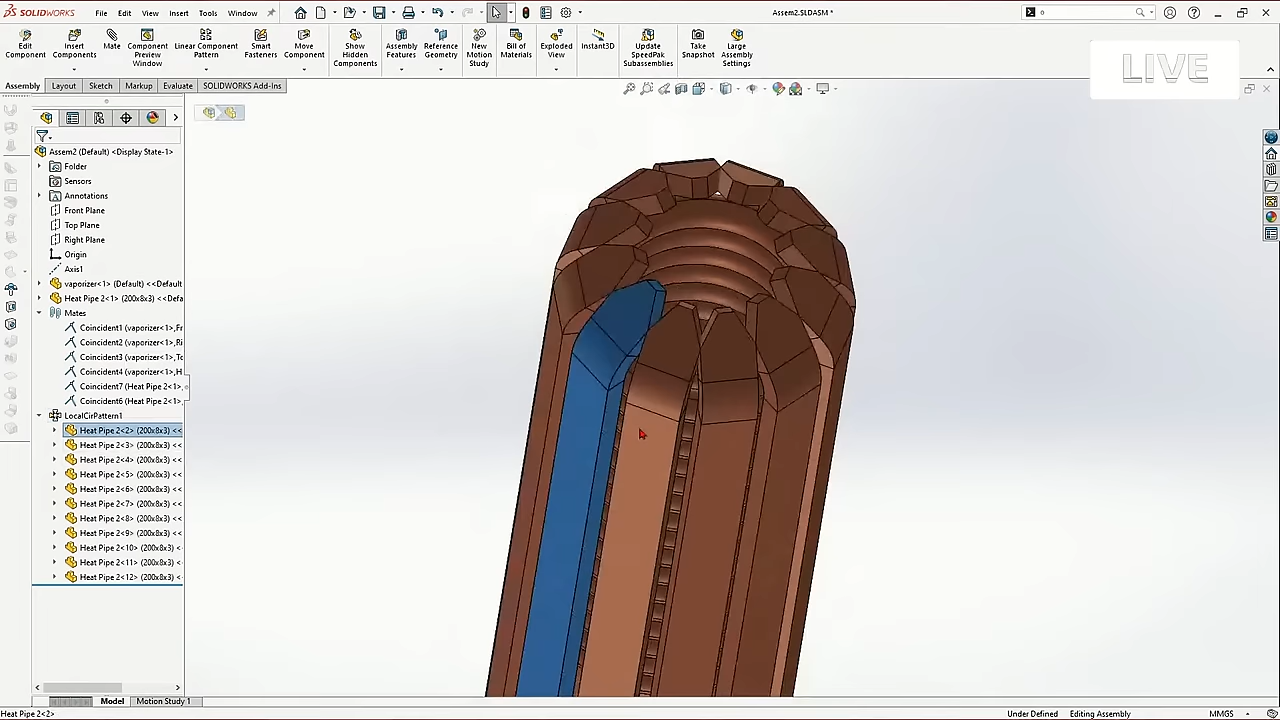 SOLIDWORKS
File Edit View Insert Tools Window
Assem2.SLDASM *
o
Edit Component
Insert Components
Mate
Component Preview Window
Linear Component Pattern
Smart Fasteners
Move Component
Show Hidden Components
Assembly Features
Reference Geometry
New Motion Study
Bill of Materials
Exploded View
Instant3D
Update SpeedPak Subassemblies
Take Snapshot
Large Assembly Settings
LIVE
Assembly Layout Sketch Markup Evaluate SOLIDWORKS Add-Ins
Assem2 (Default) <Display State-1>
Folder
Sensors
Annotations
Front Plane
Top Plane
Right Plane
Origin
Axis1
vaporizer<1> (Default) <<Default
Heat Pipe 2<1> (200x8x3) <<Defa
Mates
Coincident1 (vaporizer<1>,Fr
Coincident2 (vaporizer<1>,Ri
Coincident3 (vaporizer<1>,Tc
Coincident4 (vaporizer<1>,H
Coincident7 (Heat Pipe 2<1>,
Coincident6 (Heat Pipe 2<1>,
LocalCirPattern1
Heat Pipe 2<2> (200x8x3) <<
Heat Pipe 2<3> (200x8x3) <<
Heat Pipe 2<4> (200x8x3) <<
Heat Pipe 2<5> (200x8x3) <<
Heat Pipe 2<6> (200x8x3) <<
Heat Pipe 2<7> (200x8x3) <<
Heat Pipe 2<8> (200x8x3) <<
Heat Pipe 2<9> (200x8x3) <<
Heat Pipe 2<10> (200x8x3) <
Heat Pipe 2<11> (200x8x3) <
Heat Pipe 2<12> (200x8x3) <
Model Motion Study 1
Heat Pipe 2<2>
Under Defined Editing Assembly MMGS